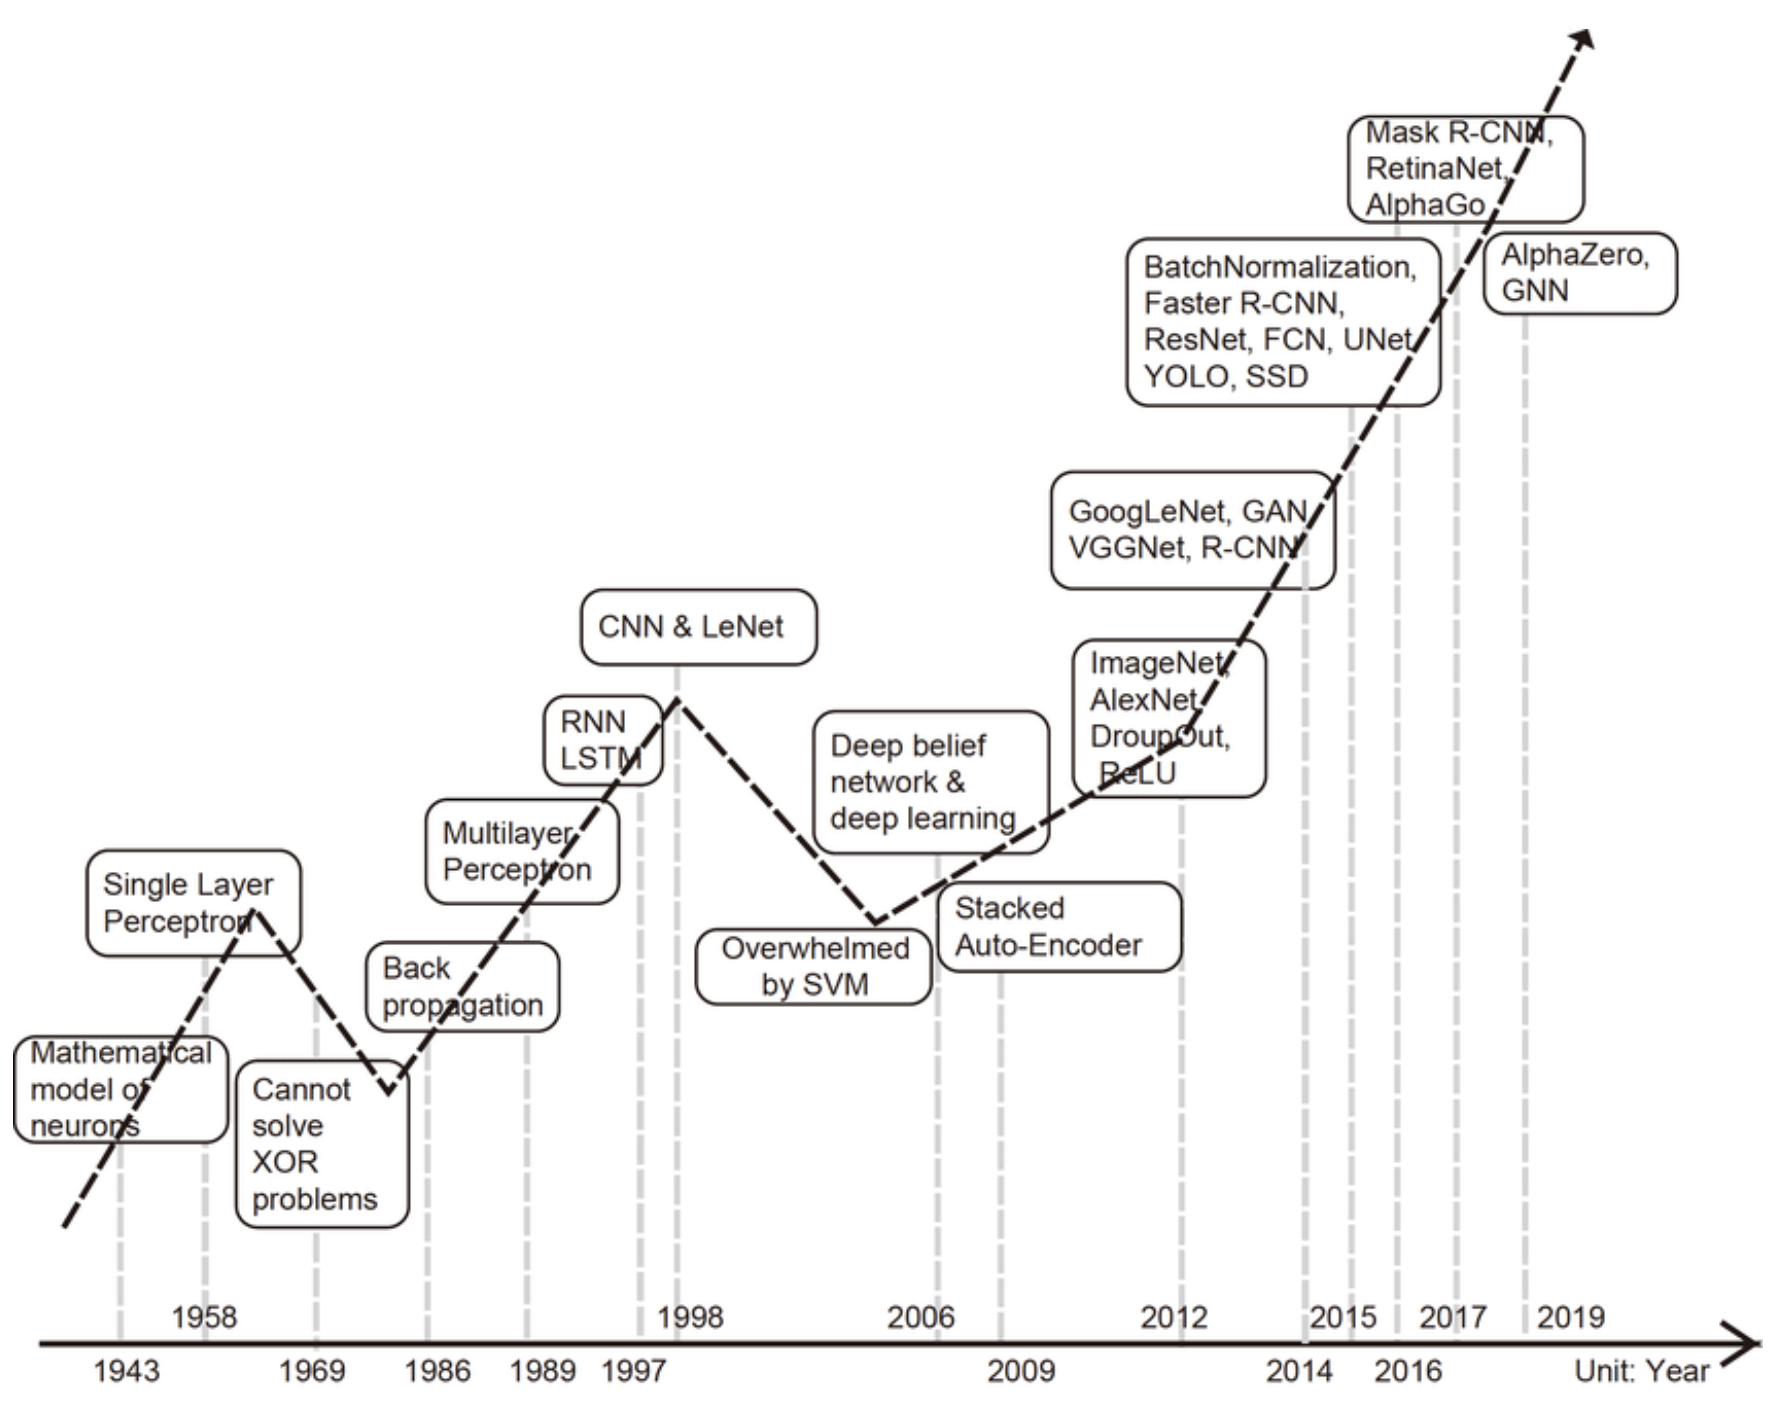 Mask R-CNN,
RetinaNet,
AlphaGo
AlphaZero,
GNN
BatchNormalization,
Faster R-CNN,
ResNet, FCN, UNet
YOLO, SSD
GoogLeNet, GAN
VGGNet, R-CNN
CNN & LeNet
ImageNet,
AlexNet
DroupOut,
ReLU
RNN
LSTM
Deep belief
network &
deep learning
Multilayer
Perceptron
Single Layer
Perceptron
Stacked
Auto-Encoder
Overwhelmed
by SVM
Back
propagation
Mathematical
model of
neurons
Cannot
solve
XOR
problems
1958
1998
2006
2012
2015
2017
2019
1943
1969
1986
1989
1997
2009
2014
2016
Unit: Year